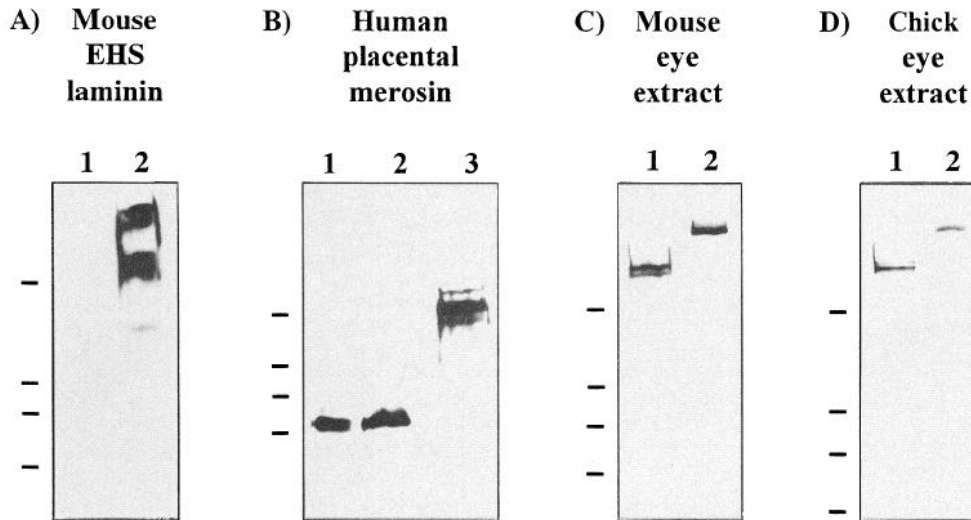 A) Mouse
EHS
laminin
1 2
B) Human
placental
merosin
1 2 3
C) Mouse
eye
extract
1 2
D) Chick
eye
extract
1 2